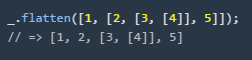 _.flatten([1, [2, [3, [4]], 5]]);
// => [1, 2, [3, [4]], 5]